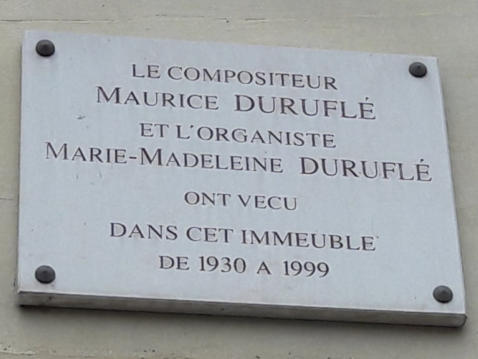 LE COMPOSITEUR
MAURICE DURUFLÉ
ET L'ORGANISTE
MARIE-MADELEINE DURUFLÉ
ONT VECU
DANS CET IMMEUBLE
DE 1930 A 1999